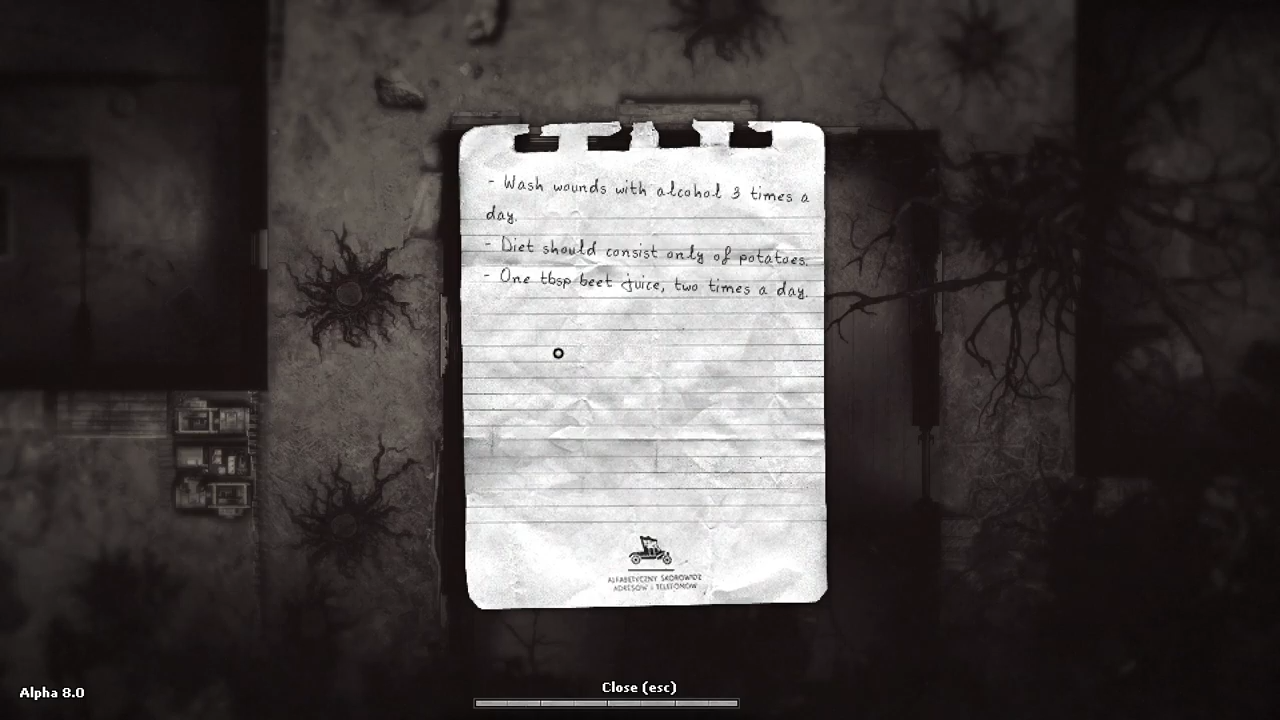 - Wash wounds with alcohol 3 times a
day.
- Diet should consist only of potatoes.
- One tbsp beet juice, two times a day.
ALFABETYCZNY SKOROWIDZ
ADRESÓW i TELEFONÓW
Close (esc)
Alpha 8.0